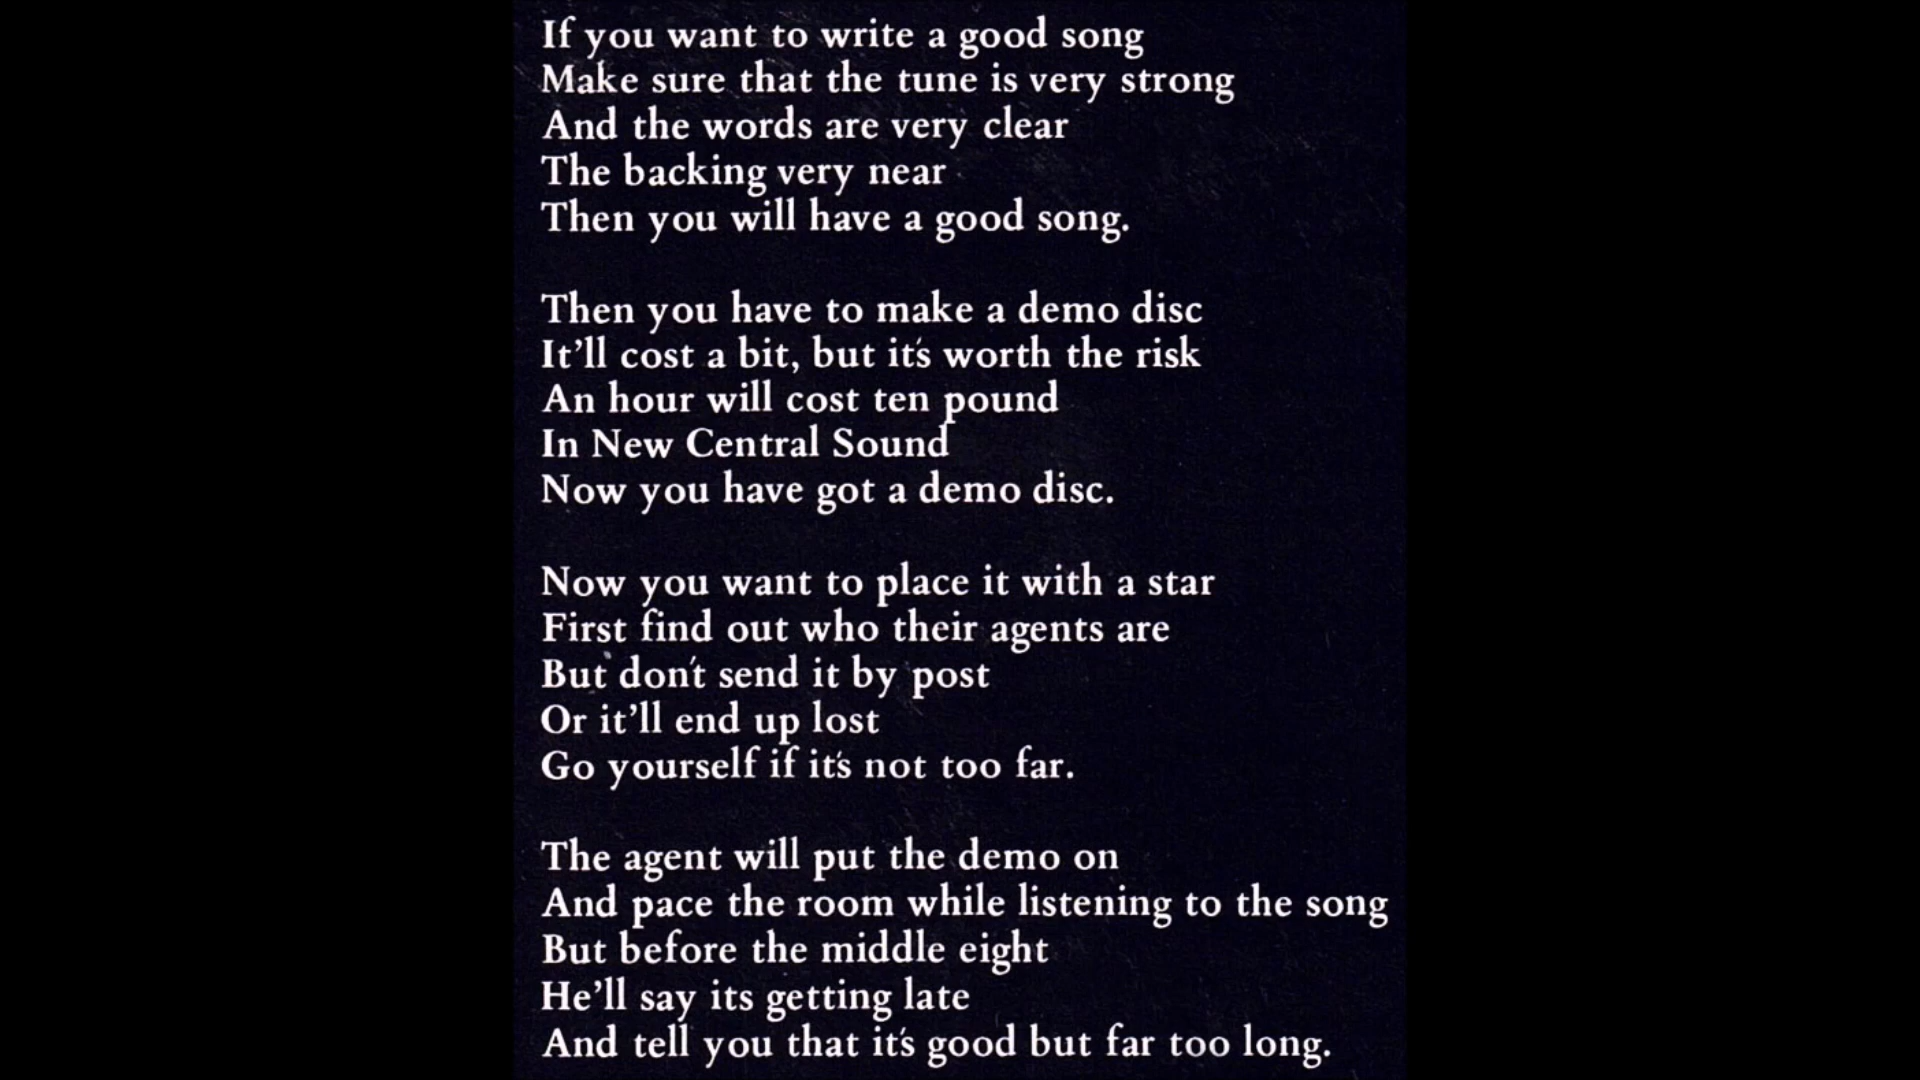 If you want to write a good song
Make sure that the tune is very strong
And the words are very clear
The backing very near
Then you will have a good song.
Then you have to make a demo disc
It'll cost a bit, but it's worth the risk
An hour will cost ten pound
In New Central Sound
Now you have got a demo disc.
Now you want to place it with a star
First find out who their agents are
But don't send it by post
Or it'll end up lost
Go yourself if it's not too far.
The agent will put the demo on
And pace the room while listening to the song
But before the middle eight
He'll say its getting late
And tell you that it's good but far too long.